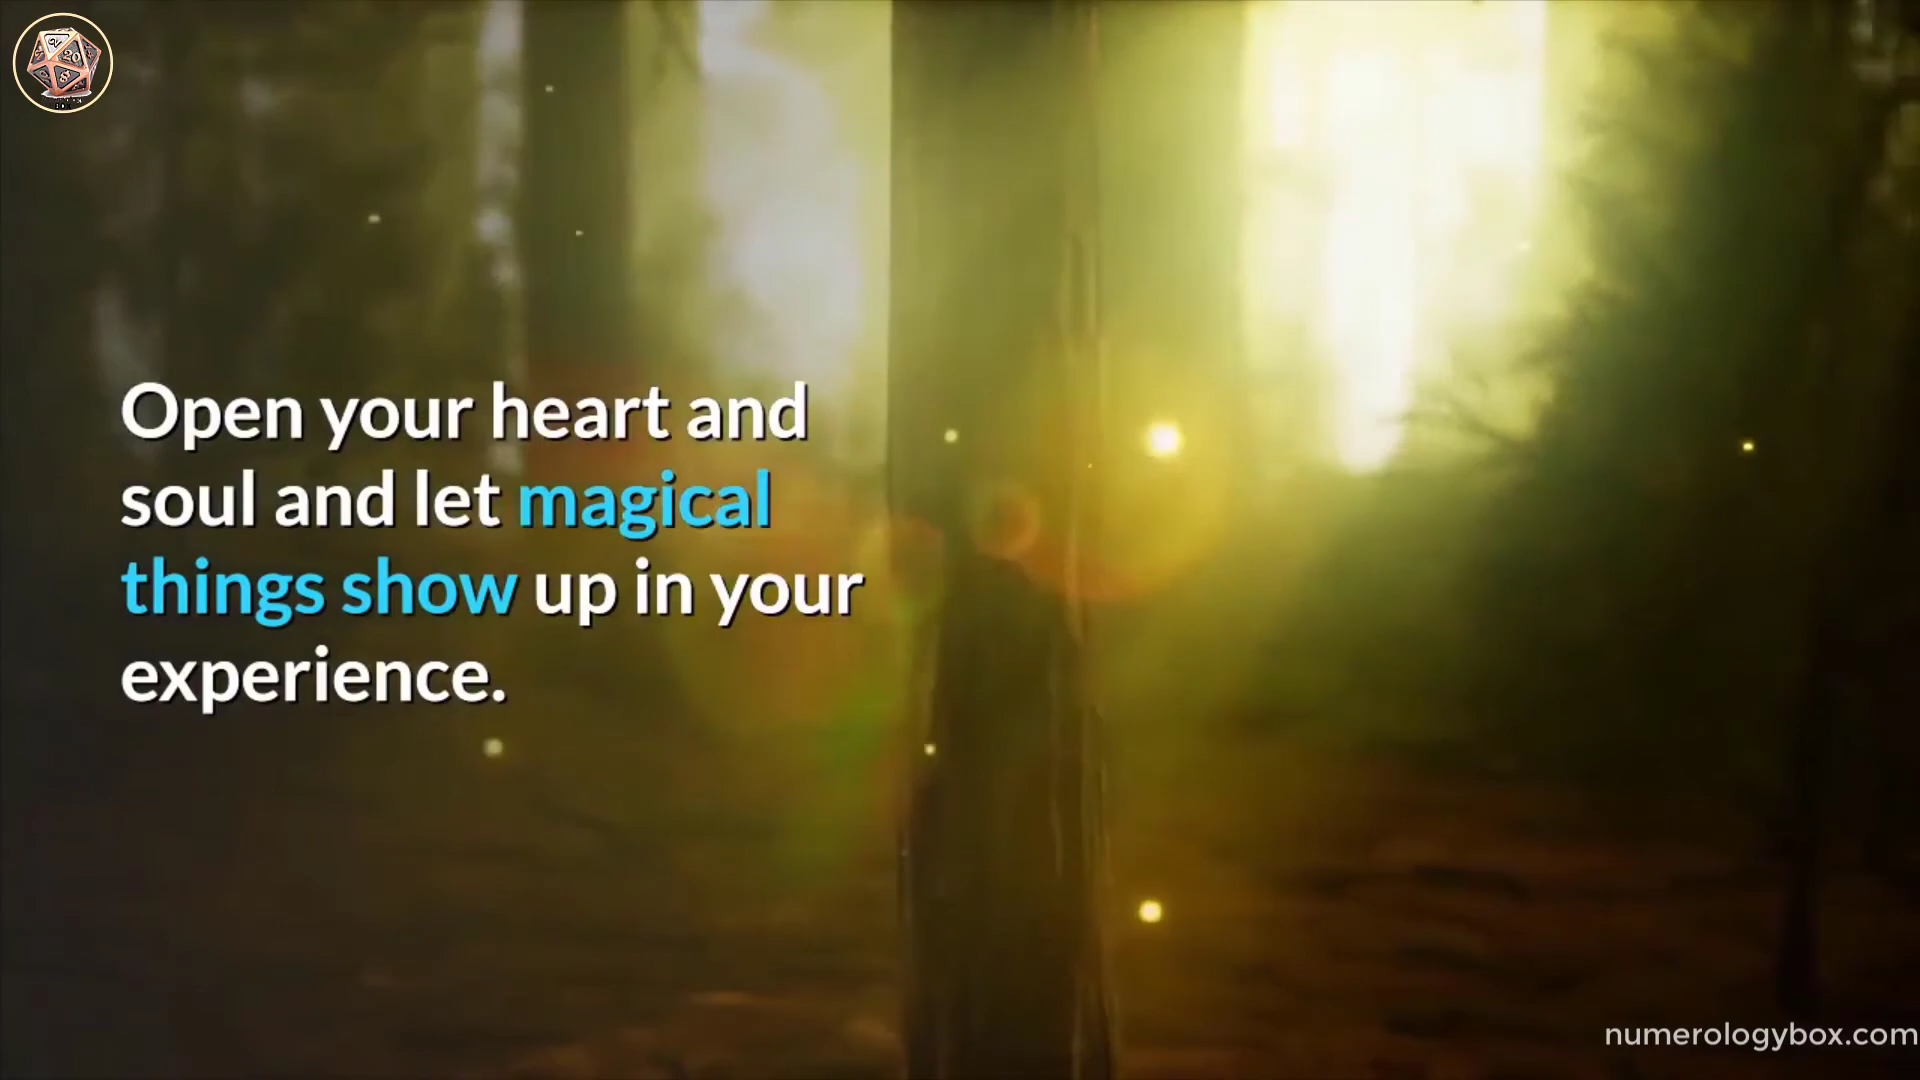 Open your heart and
soul and let magical
things show up in your
experience.
numerologybox.com